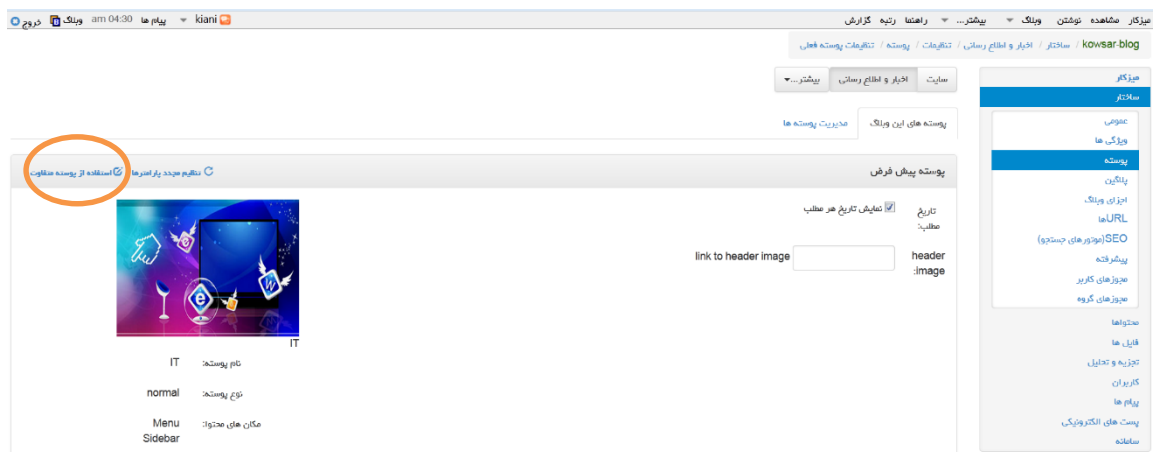 میزکار مشاهده نوشتن وبلاگ بیشتر... راهنما رتبه گزارش
kiani پیام ها 04:30 am وبلاگ خروج
kowsar-blog / ساختار / اخبار و اطلاع رسانی / تنظیمات / پوسته / تنظیمات پوسته فعلی
میزکار
ساختار
عمومی
ویژگی ها
پوسته
پلاگین
اجزای وبلاگ
URLها
SEO(موتورهای جستجو)
پیشرفته
مجوزهای کاربر
مجوزهای گروه
محتواها
فایل ها
تجزیه و تحلیل
کاربران
پیام ها
پست های الکترونیکی
سامانه
سایت اخبار و اطلاع رسانی بیشتر...
پوسته های این وبلاگ مدیریت پوسته ها
پوسته پیش فرض
تنظیم مجدد پارامترها استفاده از پوسته متفاوت
تاریخ مطلب: نمایش تاریخ هر مطلب
header image: link to header image
IT
نام پوسته: IT
نوع پوسته: normal
مکان های محتوا: Menu
Sidebar